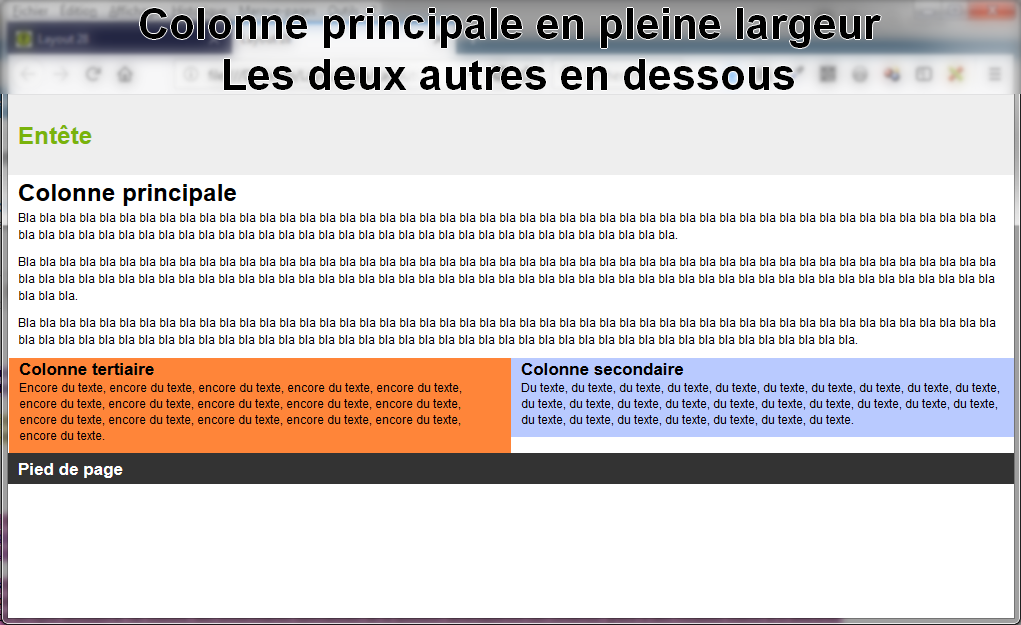 Colonne principale en pleine largeur
Les deux autres en dessous
Entête
Colonne principale
Bla bla bla bla bla bla bla bla bla bla bla bla bla bla bla bla bla bla bla bla bla bla bla bla bla bla bla bla bla bla bla bla bla bla bla bla bla bla bla bla bla bla bla bla bla bla bla bla bla
bla bla bla bla bla bla bla bla bla bla bla bla bla bla bla bla bla bla bla bla bla bla bla bla bla bla bla bla bla bla bla bla bla.
Bla bla bla bla bla bla bla bla bla bla bla bla bla bla bla bla bla bla bla bla bla bla bla bla bla bla bla bla bla bla bla bla bla bla bla bla bla bla bla bla bla bla bla bla bla bla bla bla bla
bla bla bla bla bla bla bla bla bla bla bla bla bla bla bla bla bla bla bla bla bla bla bla bla bla bla bla bla bla bla bla bla bla bla bla bla bla bla bla bla bla bla bla bla bla bla bla bla bla
bla bla bla.
Bla bla bla bla bla bla bla bla bla bla bla bla bla bla bla bla bla bla bla bla bla bla bla bla bla bla bla bla bla bla bla bla bla bla bla bla bla bla bla bla bla bla bla bla bla bla bla bla bla
bla bla bla bla bla bla bla bla bla bla bla bla bla bla bla bla bla bla bla bla bla bla bla bla bla bla bla bla bla bla bla bla bla bla bla bla bla bla bla bla bla bla.
Colonne tertiaire
Encore du texte, encore du texte, encore du texte, encore du texte, encore du texte,
encore du texte, encore du texte, encore du texte, encore du texte, encore du texte,
encore du texte, encore du texte, encore du texte, encore du texte, encore du texte,
encore du texte.
Colonne secondaire
Du texte, du texte, du texte, du texte, du texte, du texte, du texte, du texte, du texte, du texte,
du texte, du texte, du texte, du texte, du texte, du texte, du texte, du texte, du texte, du texte,
du texte, du texte, du texte, du texte, du texte, du texte, du texte.
Pied de page